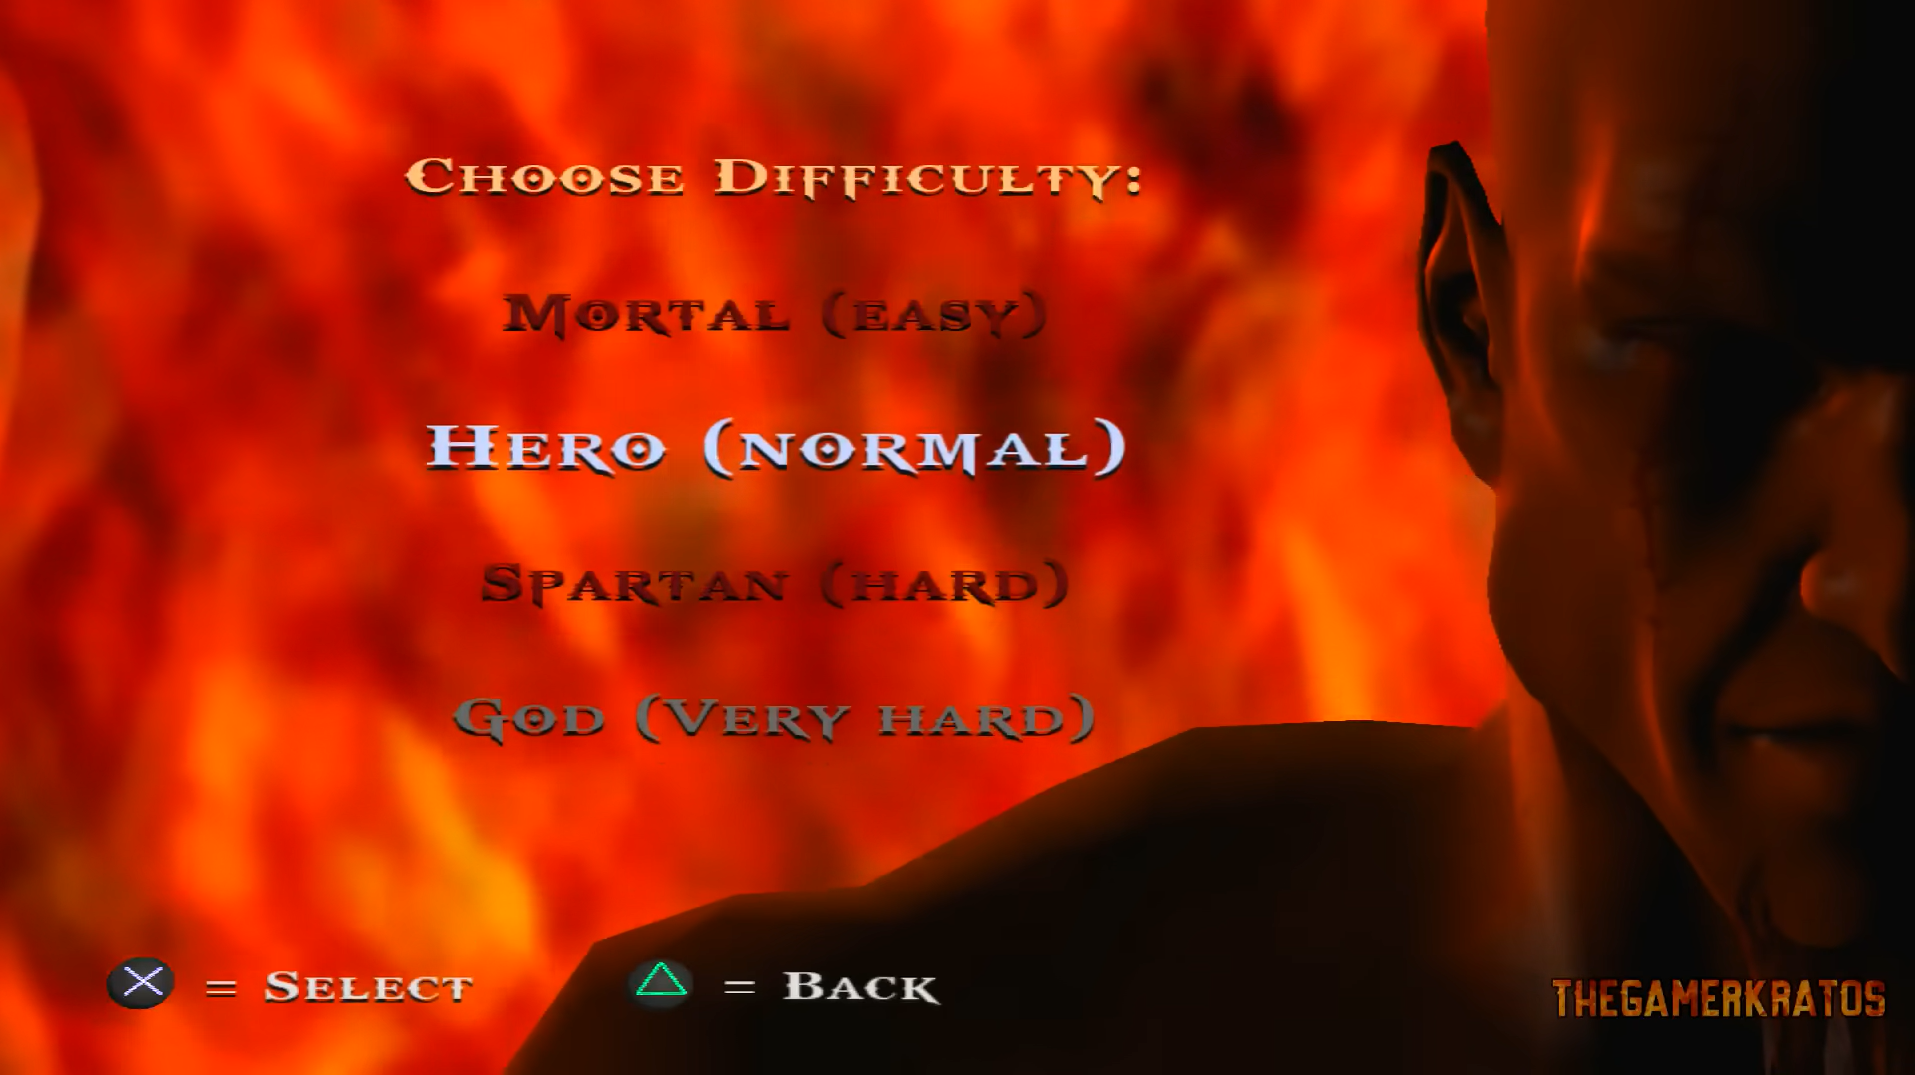 Choose Difficulty:
Mortal (easy)
Hero (normal)
Spartan (hard)
God (Very hard)
= Select = Back
THEGAMERKRATOS